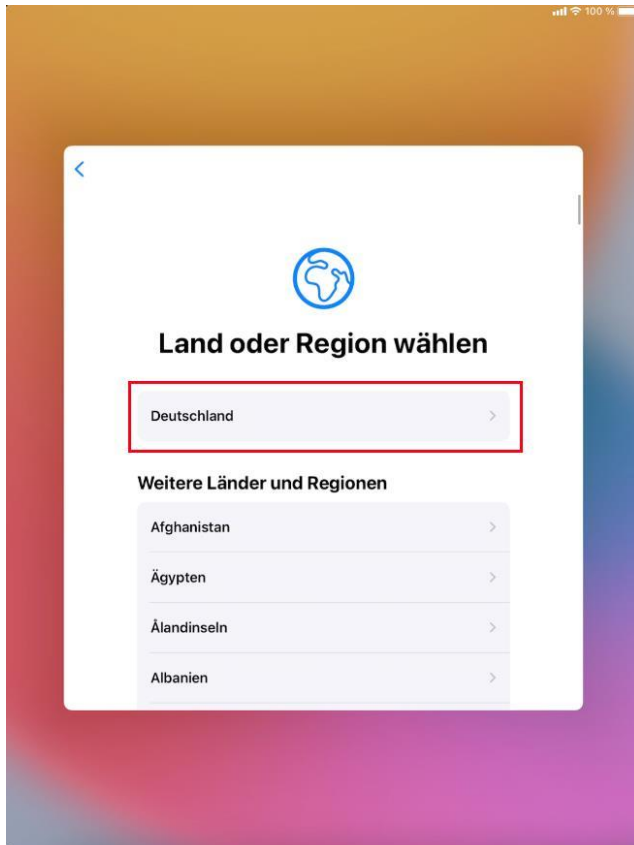 100 %
Land oder Region wählen
Deutschland
Weitere Länder und Regionen
Afghanistan
Ägypten
Ålandinseln
Albanien